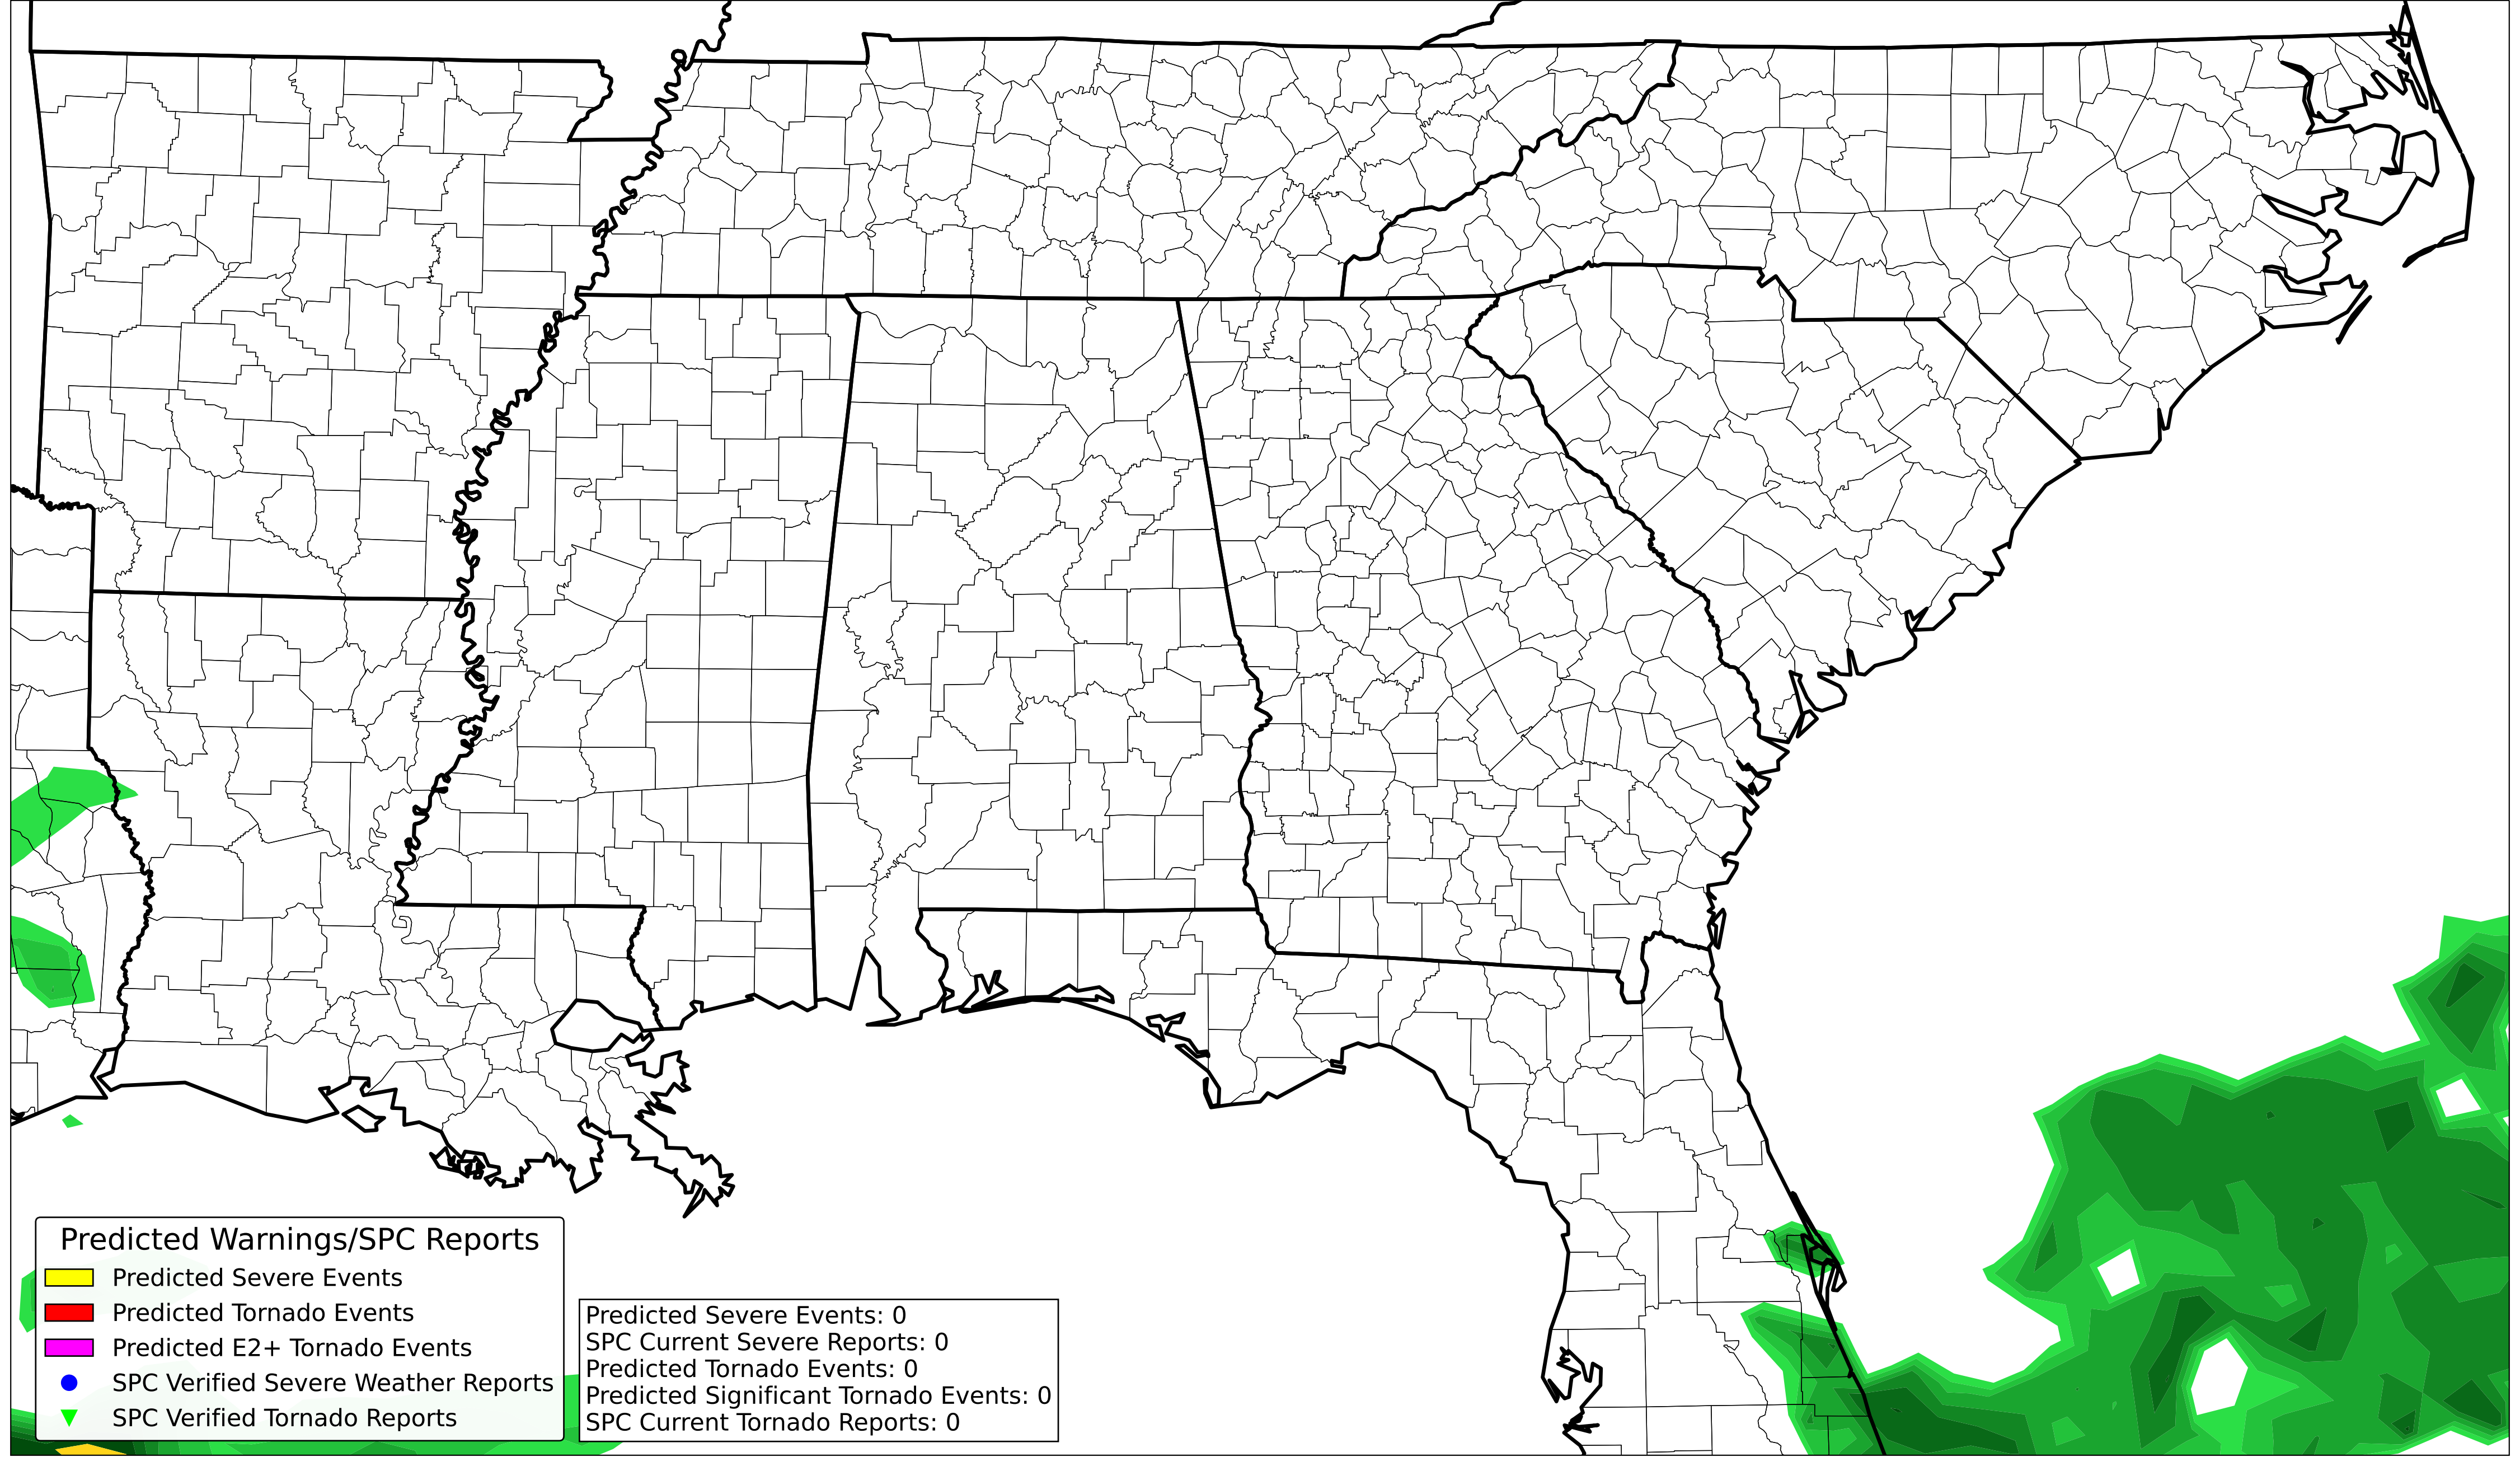 Predicted Warnings/SPC Reports
Predicted Severe Events
Predicted Tornado Events
Predicted E2+ Tornado Events
SPC Verified Severe Weather Reports
SPC Verified Tornado Reports
Predicted Severe Events: 0
SPC Current Severe Reports: 0
Predicted Tornado Events: 0
Predicted Significant Tornado Events: 0
SPC Current Tornado Reports: 0